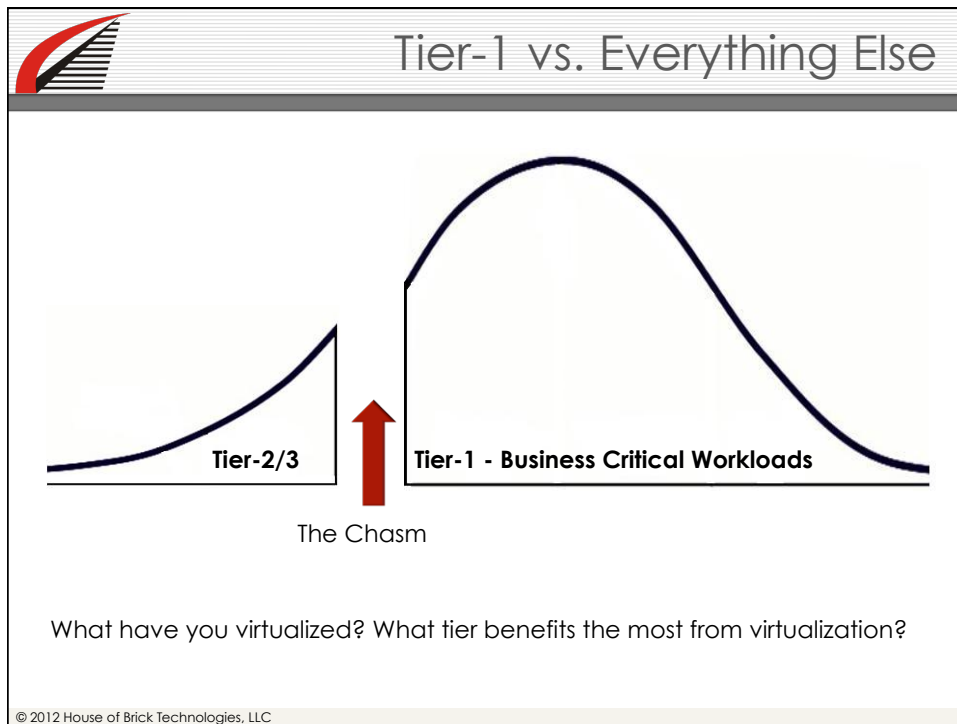 Tier-1 vs. Everything Else
Tier-2/3
Tier-1 - Business Critical Workloads
The Chasm
What have you virtualized? What tier benefits the most from virtualization?
© 2012 House of Brick Technologies, LLC